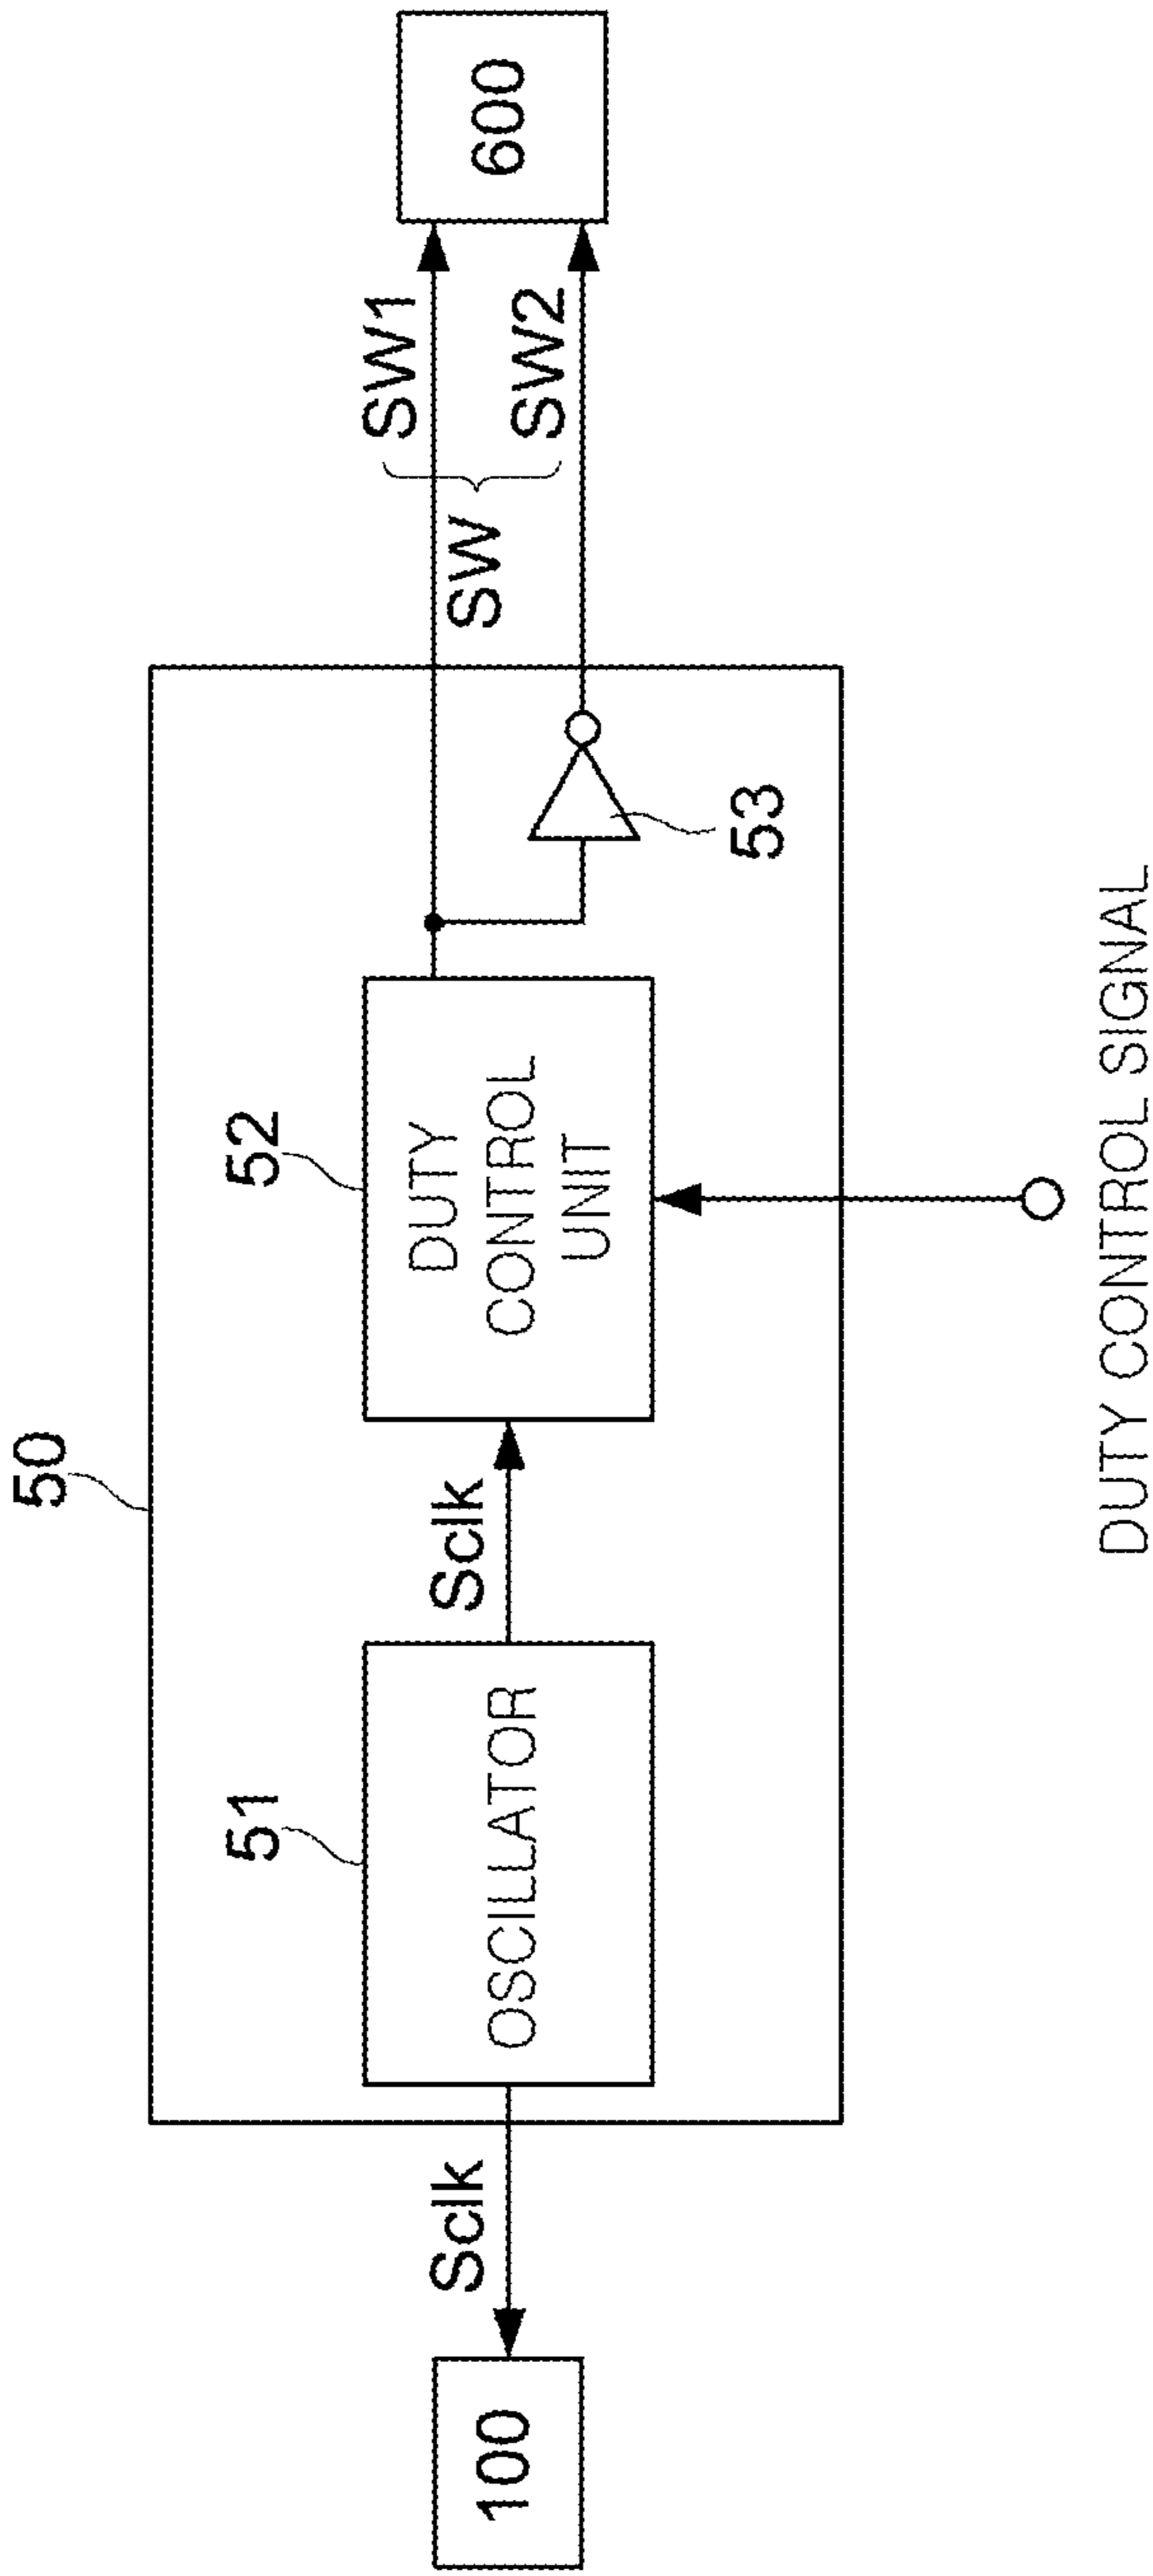 50
51
52
100
Sclk
OSCILLATOR
Sclk
DUTY
CONTROL
UNIT
53
SW
SW1
SW2
600
DUTY CONTROL SIGNAL